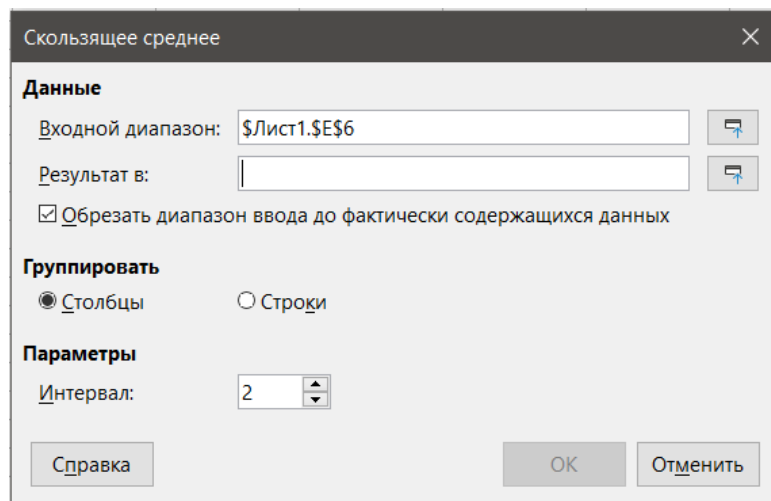 Скользящее среднее
Данные
Входной диапазон: $Лист1.$E$6
Результат в:
Обрезать диапазон ввода до фактически содержащихся данных
Группировать
Столбцы Строки
Параметры
Интервал: 2
Справка ОК Отменить